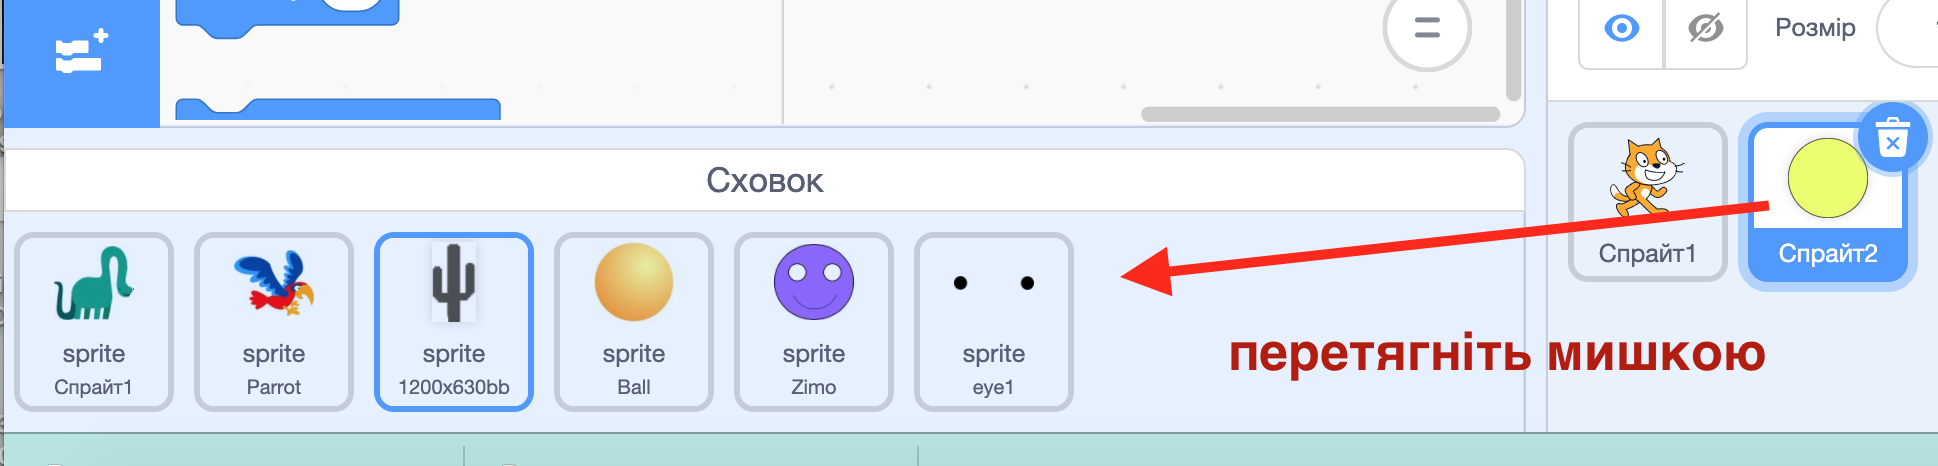 Розмір
Сховок
Спрайт1
Спрайт2
sprite
Спрайт1
sprite
Parrot
sprite
1200x630bb
sprite
Ball
sprite
Zimo
sprite
eye1
перетягніть мишкою